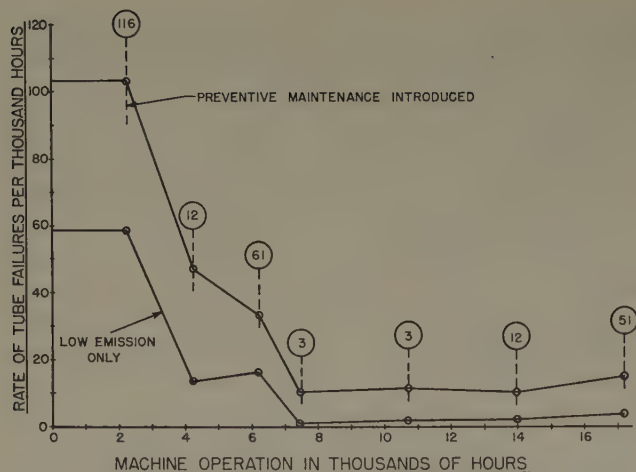 RATE OF TUBE FAILURES PER THOUSAND HOURS
120
100
80
60
40
20
0
116
PREVENTIVE MAINTENANCE INTRODUCED
12
61
LOW EMISSION
ONLY
3
3
12
51
0 2 4 6 8 10 12 14 16
MACHINE OPERATION IN THOUSANDS OF HOURS